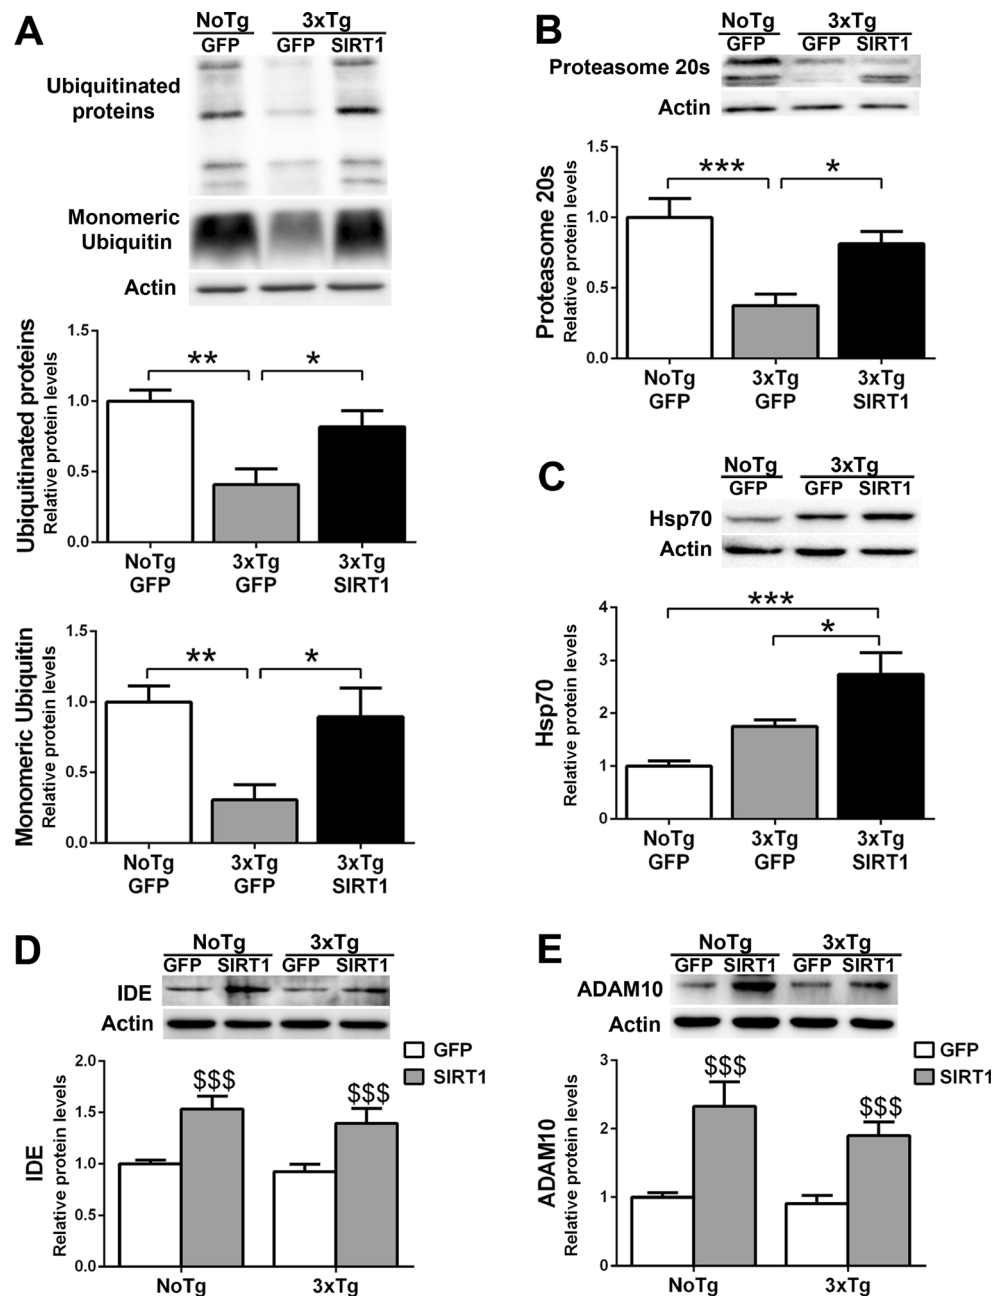 A
NoTg 3xTg
GFP GFP SIRT1
Ubiquitinated
proteins
Monomeric
Ubiquitin
Actin
Ubiquitinated proteins
Relative protein levels
1.5
1.0
0.5
0.0
** *
NoTg 3xTg 3xTg
GFP GFP SIRT1
Monomeric Ubiquitin
Relative protein levels
1.5
1.0
0.5
0.0
** *
NoTg 3xTg 3xTg
GFP GFP SIRT1
B
NoTg 3xTg
GFP GFP SIRT1
Proteasome 20s
Actin
Proteasome 20s
Relative protein levels
1.5
1.0
0.5
0.0
*** *
NoTg 3xTg 3xTg
GFP GFP SIRT1
C
NoTg 3xTg
GFP GFP SIRT1
Hsp70
Actin
Hsp70
Relative protein levels
4
3
2
1
0
***
*
NoTg 3xTg 3xTg
GFP GFP SIRT1
D
NoTg 3xTg
GFP SIRT1 GFP SIRT1
IDE
Actin
GFP
SIRT1
IDE
Relative protein levels
2.0
1.5
1.0
0.5
0.0
$$$ $$$
NoTg 3xTg
E
NoTg 3xTg
GFP SIRT1 GFP SIRT1
ADAM10
Actin
GFP
SIRT1
ADAM10
Relative protein levels
3
2
1
0
$$$ $$$
NoTg 3xTg